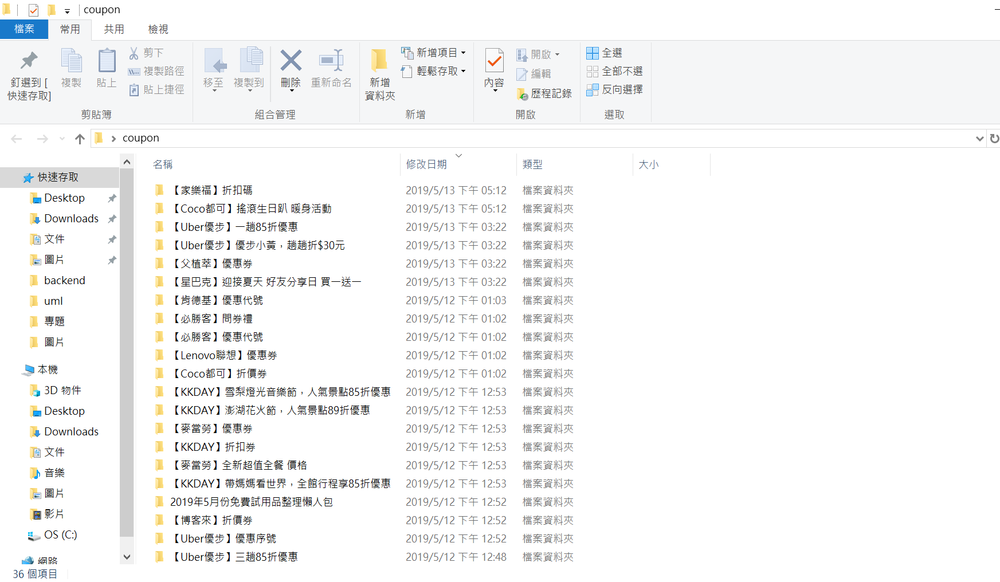 coupon
檔案 常用 共用 檢視
釘選到 [
快速存取]
複製
貼上
剪下
複製路徑
貼上捷徑
剪貼簿
移至
複製到
刪除
重新命名
組合管理
新增
資料夾
新增項目
輕鬆存取
新增
內容
開啟
編輯
歷程記錄
開啟
全選
全部不選
反向選擇
選取
coupon
快速存取
Desktop
Downloads
文件
圖片
backend
uml
專題
圖片
本機
3D 物件
Desktop
Downloads
文件
音樂
圖片
影片
OS (C:)
網路
名稱 修改日期 類型 大小
【家樂福】折扣碼 2019/5/13 下午 05:12 檔案資料夾
【Coco都可】搖滾生日趴 暖身活動 2019/5/13 下午 05:12 檔案資料夾
【Uber優步】一趟85折優惠 2019/5/13 下午 03:22 檔案資料夾
【Uber優步】優步小黃，趟趟折$30元 2019/5/13 下午 03:22 檔案資料夾
【父植萃】優惠券 2019/5/13 下午 03:22 檔案資料夾
【星巴克】迎接夏天 好友分享日 買一送一 2019/5/13 下午 03:22 檔案資料夾
【肯德基】優惠代號 2019/5/12 下午 01:03 檔案資料夾
【必勝客】問券禮 2019/5/12 下午 01:02 檔案資料夾
【必勝客】優惠代號 2019/5/12 下午 01:02 檔案資料夾
【Lenovo聯想】優惠券 2019/5/12 下午 01:02 檔案資料夾
【Coco都可】折價券 2019/5/12 下午 01:02 檔案資料夾
【KKDAY】雪梨燈光音樂節，人氣景點85折優惠 2019/5/12 下午 12:53 檔案資料夾
【KKDAY】澎湖花火節，人氣景點89折優惠 2019/5/12 下午 12:53 檔案資料夾
【麥當勞】優惠券 2019/5/12 下午 12:53 檔案資料夾
【KKDAY】折扣券 2019/5/12 下午 12:53 檔案資料夾
【麥當勞】全新超值全餐 價格 2019/5/12 下午 12:53 檔案資料夾
【KKDAY】帶媽媽看世界，全館行程享85折優惠 2019/5/12 下午 12:53 檔案資料夾
2019年5月份免費試用品整理懶人包 2019/5/12 下午 12:52 檔案資料夾
【博客來】折價券 2019/5/12 下午 12:52 檔案資料夾
【Uber優步】優惠序號 2019/5/12 下午 12:52 檔案資料夾
【Uber優步】三趟85折優惠 2019/5/12 下午 12:48 檔案資料夾
36 個項目